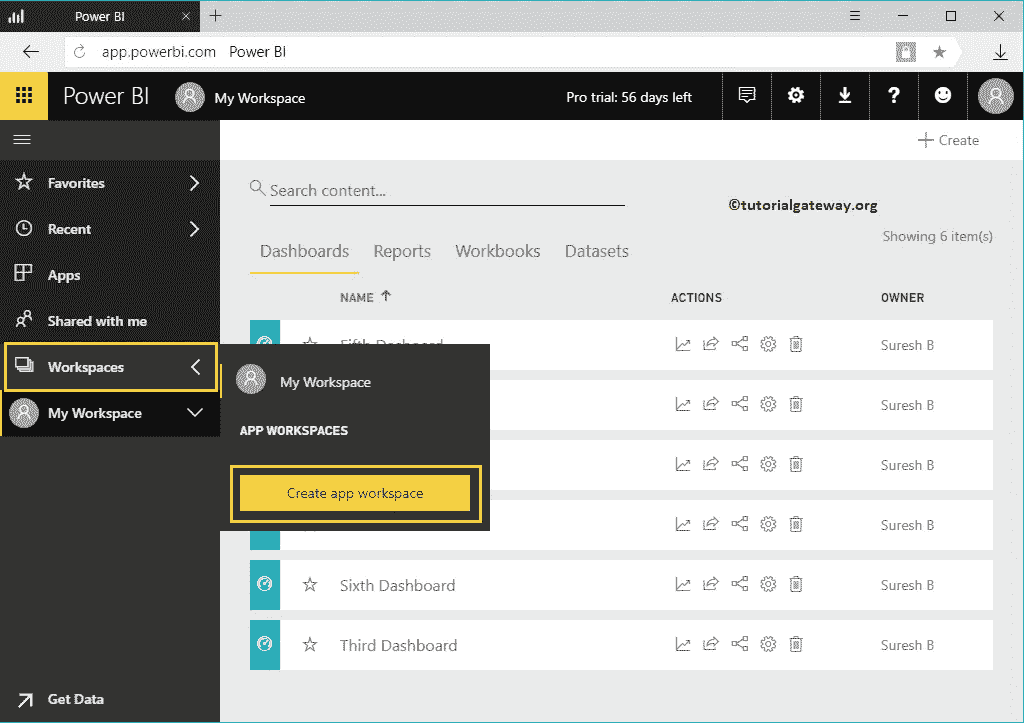 Power BI
app.powerbi.com Power BI
Power BI My Workspace Pro trial: 56 days left
Create
Favorites
Search content...
©tutorialgateway.org
Recent
Showing 6 item(s)
Dashboards Reports Workbooks Datasets
Apps
NAME ACTIONS OWNER
Shared with me
Fifth Dashboard Suresh B
Workspaces
My Workspace
Suresh B
My Workspace
APP WORKSPACES
Suresh B
Create app workspace
Suresh B
Sixth Dashboard Suresh B
Third Dashboard Suresh B
Get Data